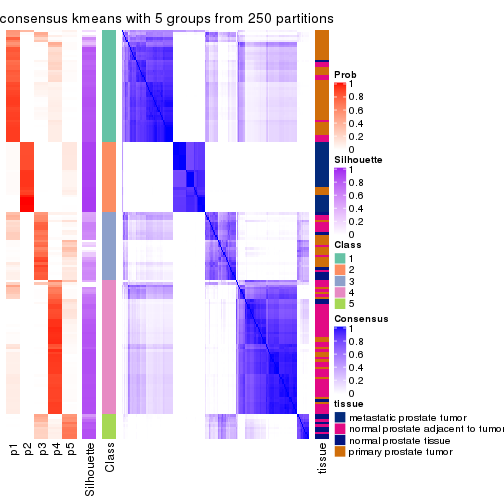 consensus kmeans with 5 groups from 250 partitions
Prob
1
0.8
0.6
0.4
0.2
0
Silhouette
1
0.8
0.6
0.4
0.2
0
Class
1
2
3
4
5
Consensus
1
0.8
0.6
0.4
0.2
0
tissue
metastatic prostate tumor
normal prostate adjacent to tumor
normal prostate tissue
primary prostate tumor
p1
p2
p3
p4
p5
Silhouette
Class
tissue